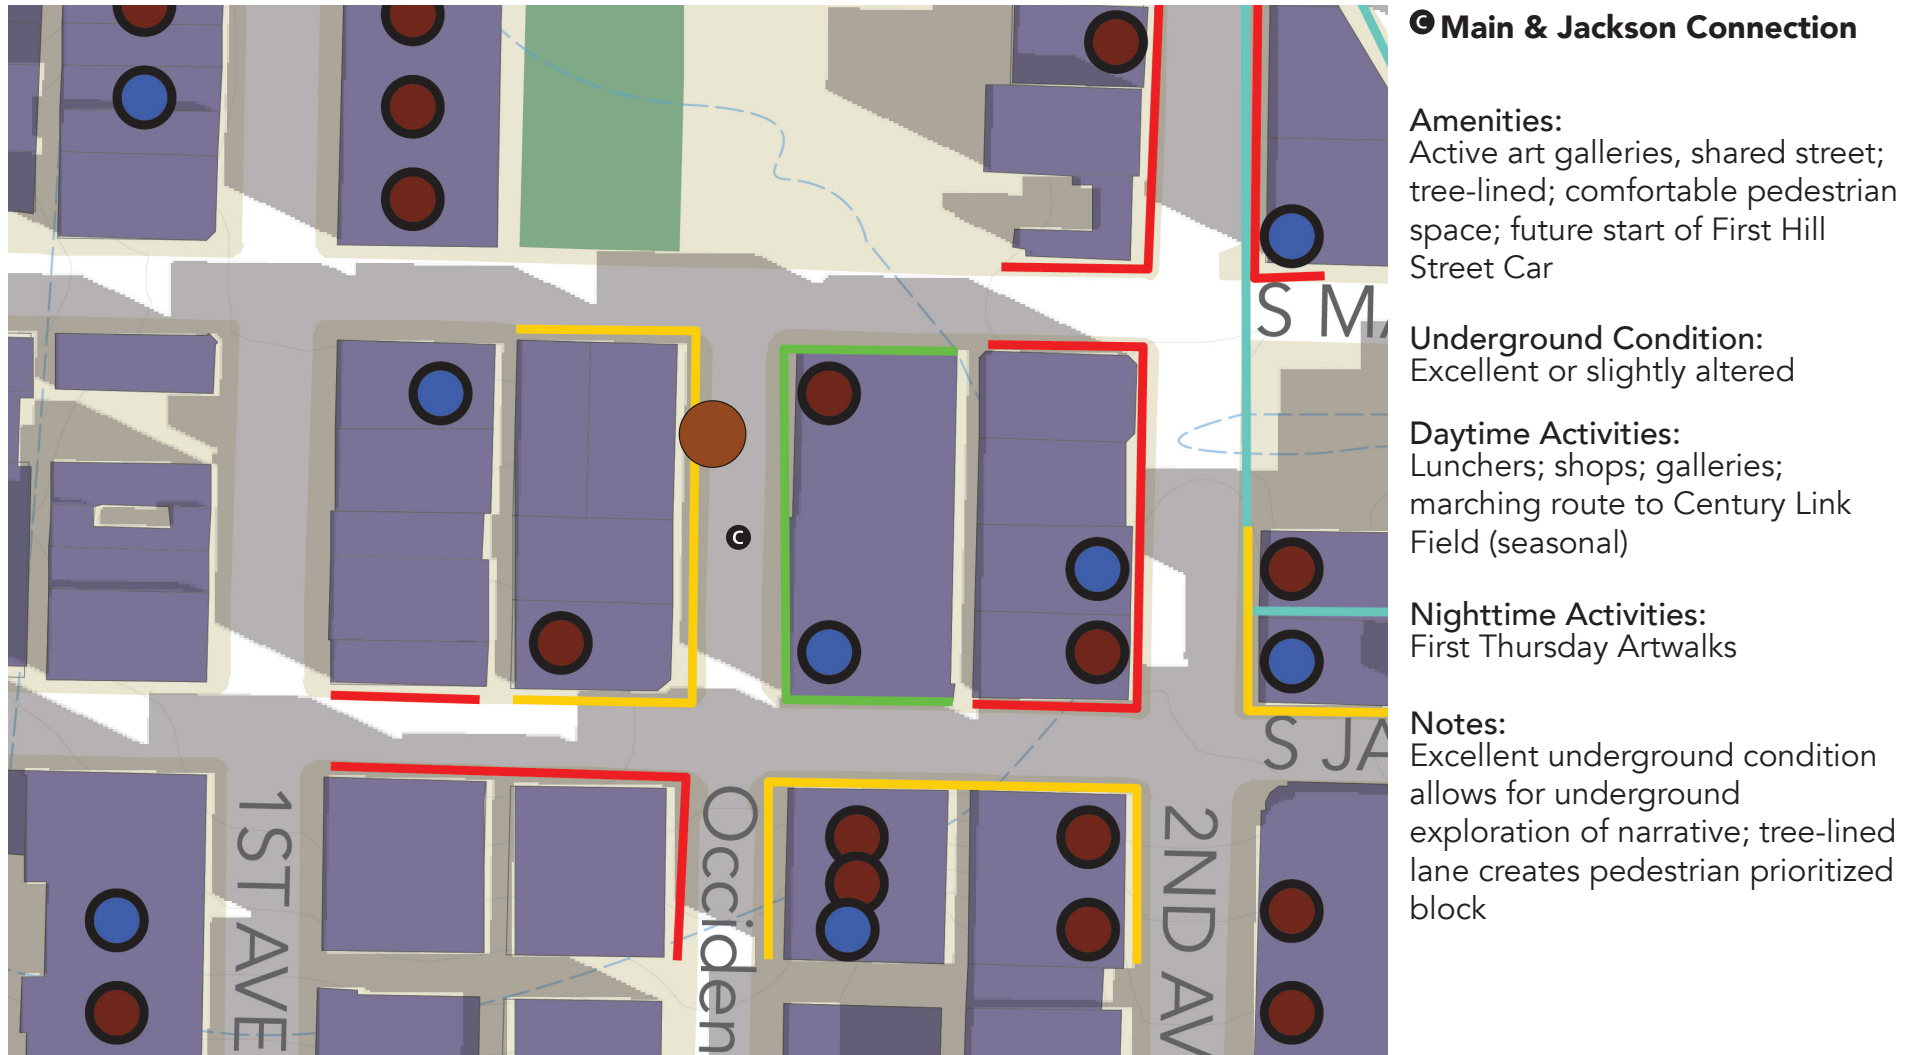 C Main & Jackson Connection
Amenities:
Active art galleries, shared street;
tree-lined; comfortable pedestrian
space; future start of First Hill
Street Car
Underground Condition:
Excellent or slightly altered
Daytime Activities:
Lunchers; shops; galleries;
marching route to Century Link
Field (seasonal)
Nighttime Activities:
First Thursday Artwalks
Notes:
Excellent underground condition
allows for underground
exploration of narrative; tree-lined
lane creates pedestrian prioritized
block
S MA
C
S JA
1ST AVE
Occiden
2ND AV